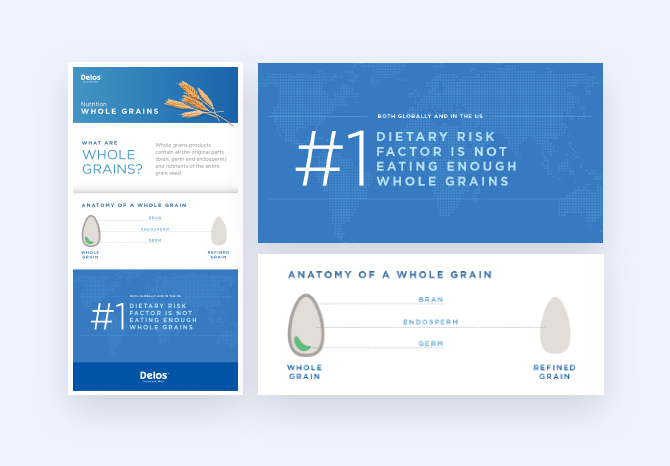 Delos
Nutrition
WHOLE GRAINS
WHAT ARE
WHOLE
GRAINS?
Whole grains products
contain all the original parts
(bran, germ and endosperm)
and nutrients of the entire
grain seed.
ANATOMY OF A WHOLE GRAIN
BRAN
ENDOSPERM
GERM
WHOLE
GRAIN
REFINED
GRAIN
BOTH GLOBALLY AND IN THE US
#1
DIETARY RISK
FACTOR IS NOT
EATING ENOUGH
WHOLE GRAINS
Delos
BOTH GLOBALLY AND IN THE US
#1
DIETARY RISK
FACTOR IS NOT
EATING ENOUGH
WHOLE GRAINS
ANATOMY OF A WHOLE GRAIN
BRAN
ENDOSPERM
GERM
WHOLE
GRAIN
REFINED
GRAIN